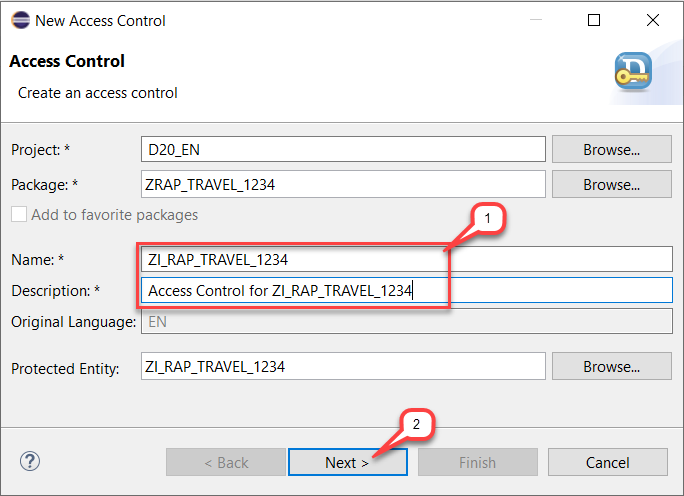 New Access Control
Access Control
Create an access control
Project: * D20_EN Browse...
Package: * ZRAP_TRAVEL_1234 Browse...
Add to favorite packages
1
Name: * ZI_RAP_TRAVEL_1234
Description: * Access Control for ZI_RAP_TRAVEL_1234
Original Language: EN
Protected Entity: ZI_RAP_TRAVEL_1234 Browse...
2
? < Back Next > Finish Cancel